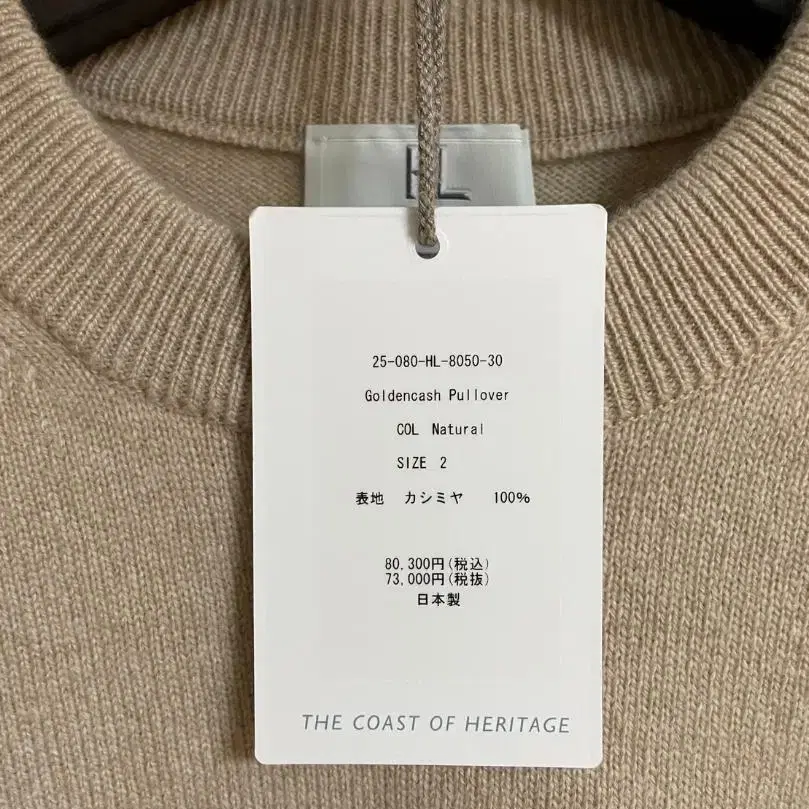 HL
25-080-HL-8050-30
Goldencash Pullover
COL Natural
SIZE 2
表地 カシミヤ 100%
80,300円(税込)
73,000円(税抜)
日本製
THE COAST OF HERITAGE